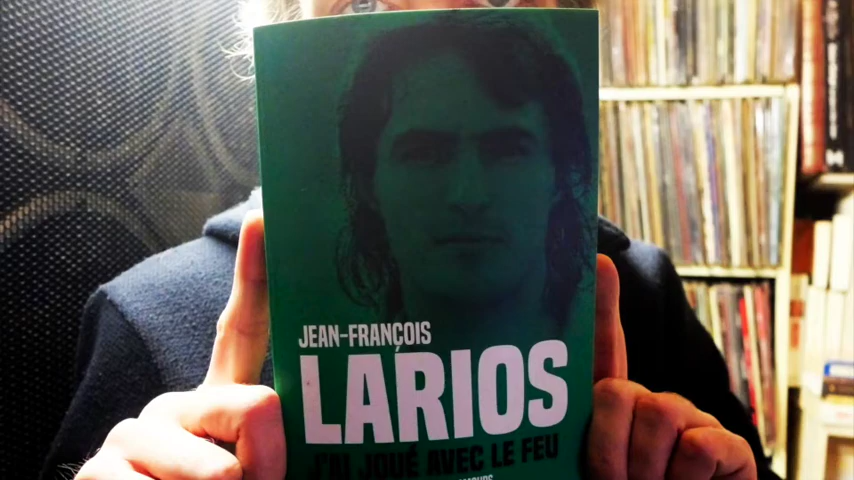 JEAN-FRANÇOIS
LARIOS
J'AI JOUÉ AVEC LE FEU